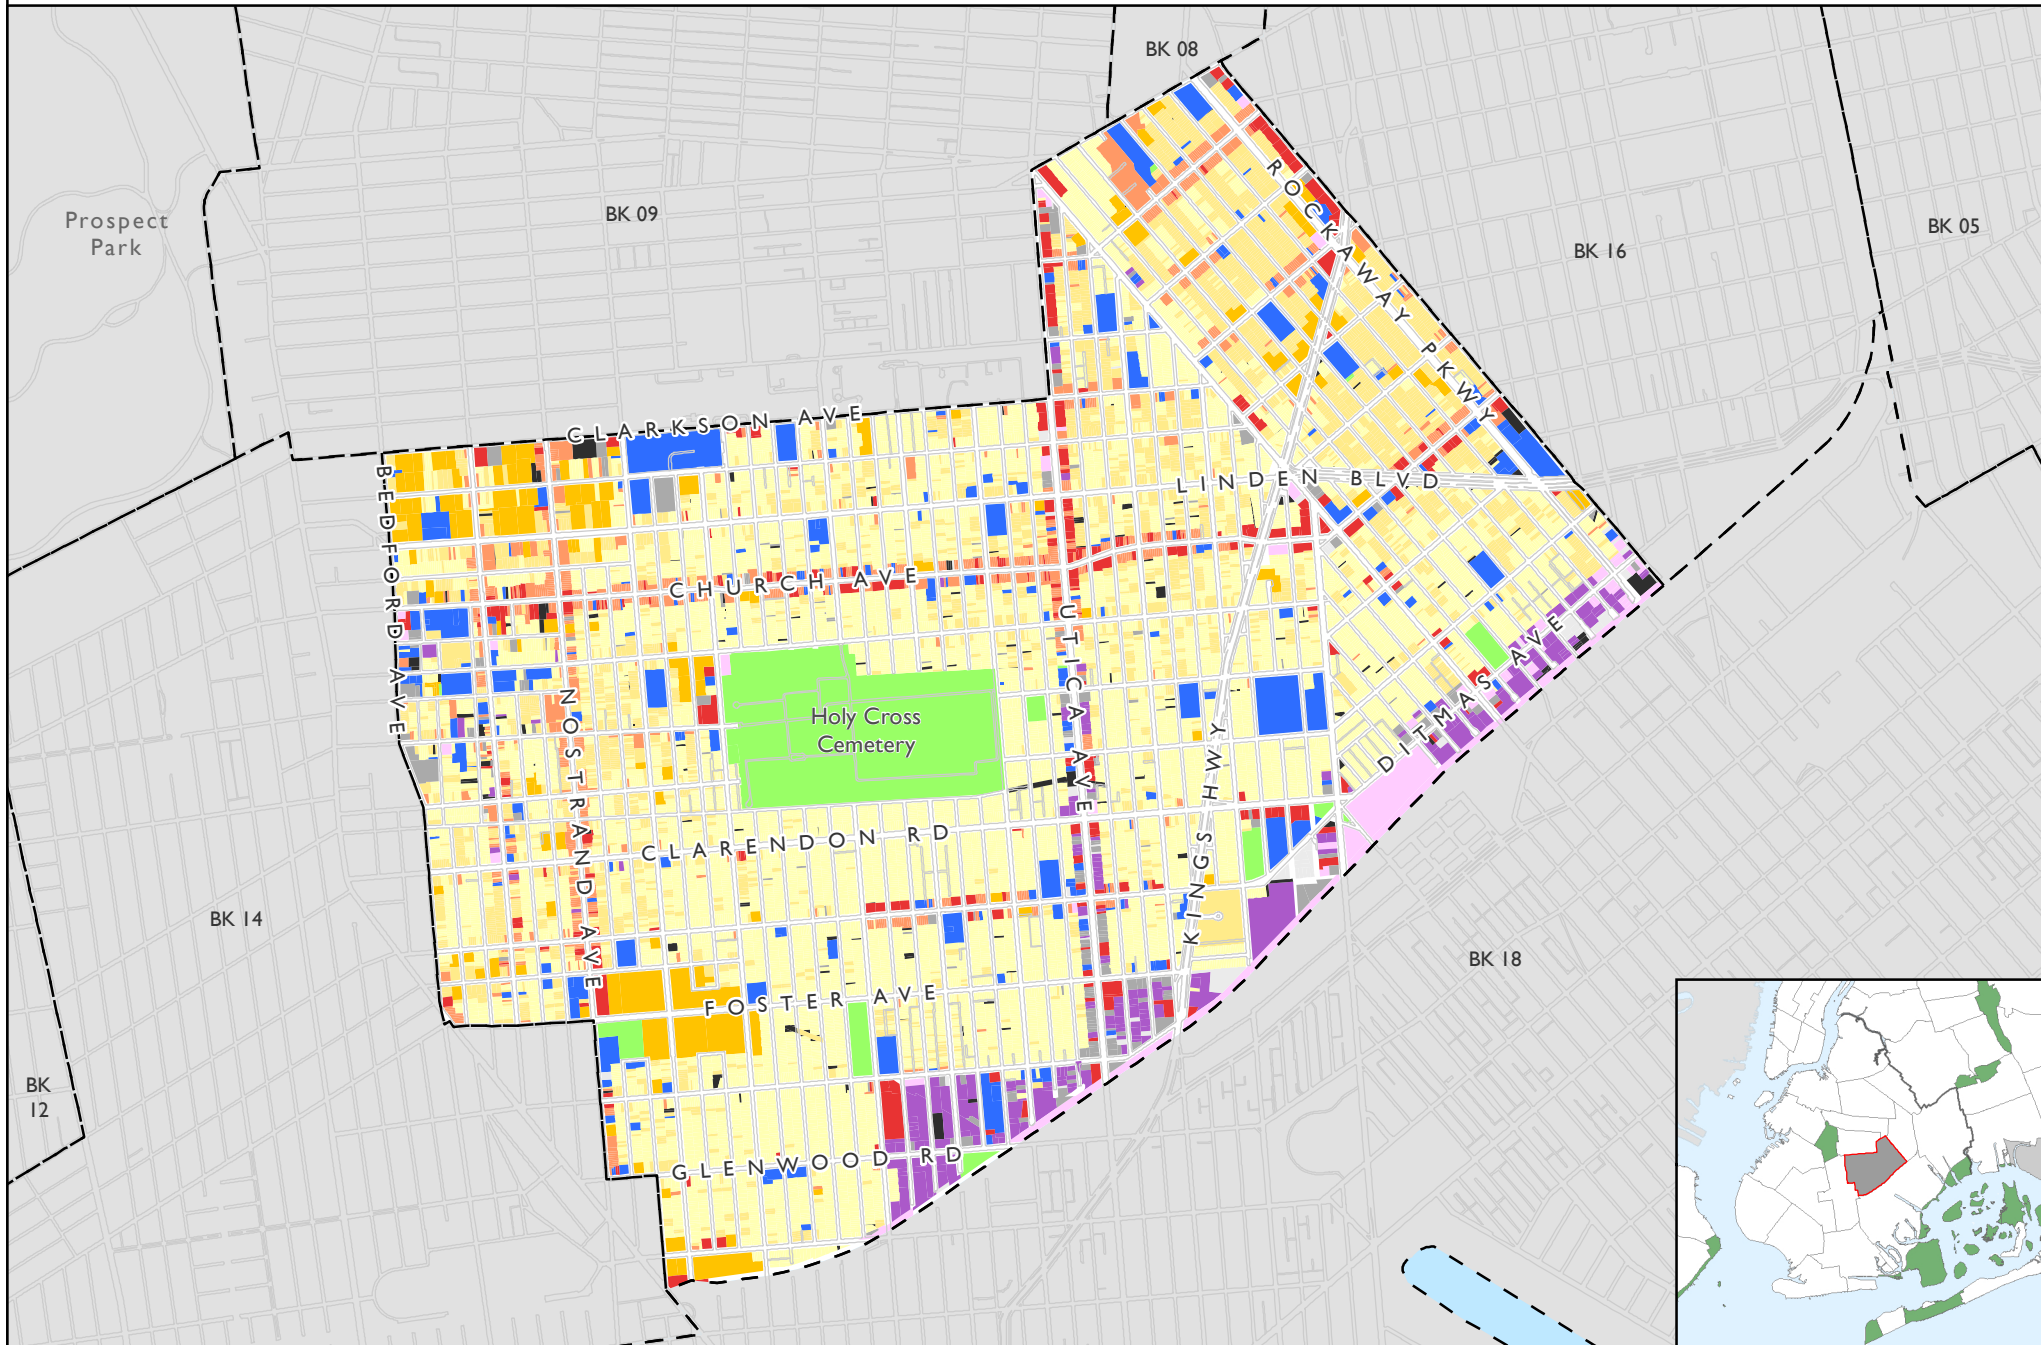 BK 08
Prospect
Park
BK 09
ROCKAWAY PKWY
BK 16
BK 05
CLARKSON AVE
BEDFORD AVE
LINDEN BLVD
CHURCH AVE
UTICA AVE
NOSTRAND AVE
Holy Cross
Cemetery
DITMAS AVE
KINGS HWY
CLARENDON RD
BK 14
BK 18
FOSTER AVE
BK
12
GLENWOOD RD